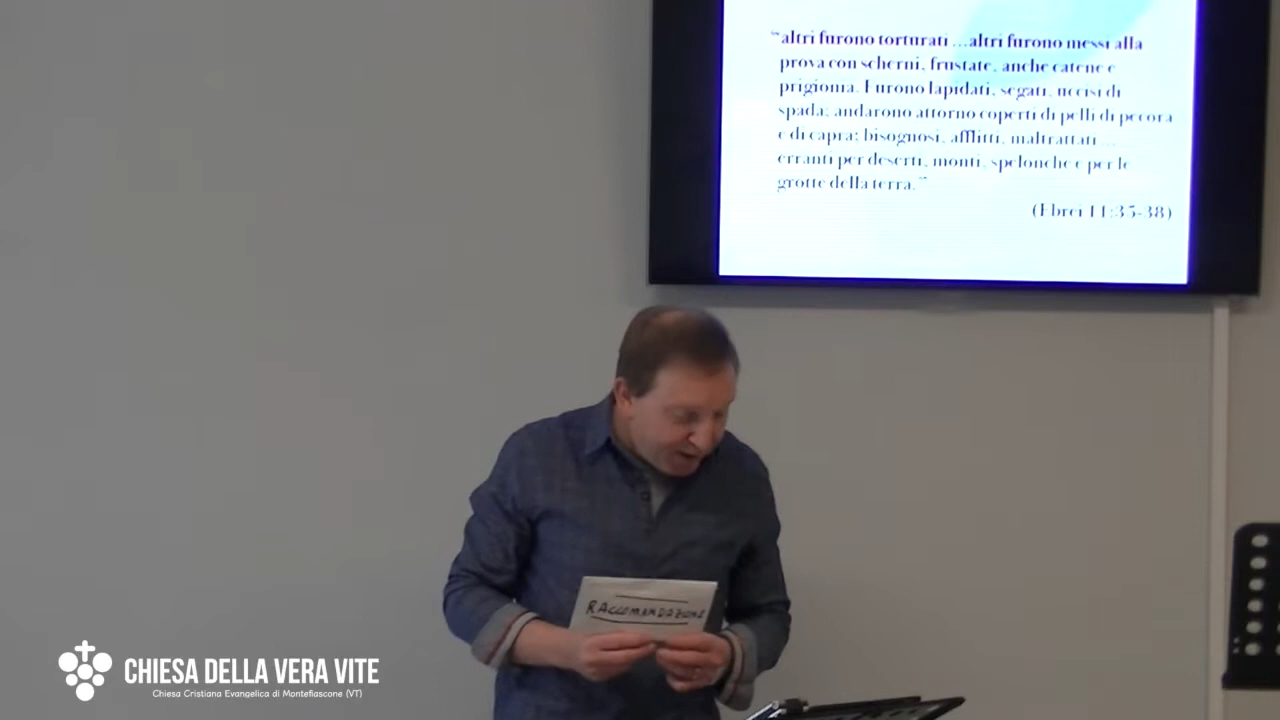 “altri furono torturati ...altri furono messi alla
prova con scherni, frustate, anche catene e
prigionia. Furono lapidati, segati, uccisi di
spada; andarono attorno coperti di pelli di pecora
e di capra; bisognosi, afflitti, maltrattati ...
erranti per deserti, monti, spelonche e per le
grotte della terra.”
(Ebrei 11:35-38)
RACCOMANDAZIONE
CHIESA DELLA VERA VITE
Chiesa Cristiana Evangelica di Montefiascone (VT)